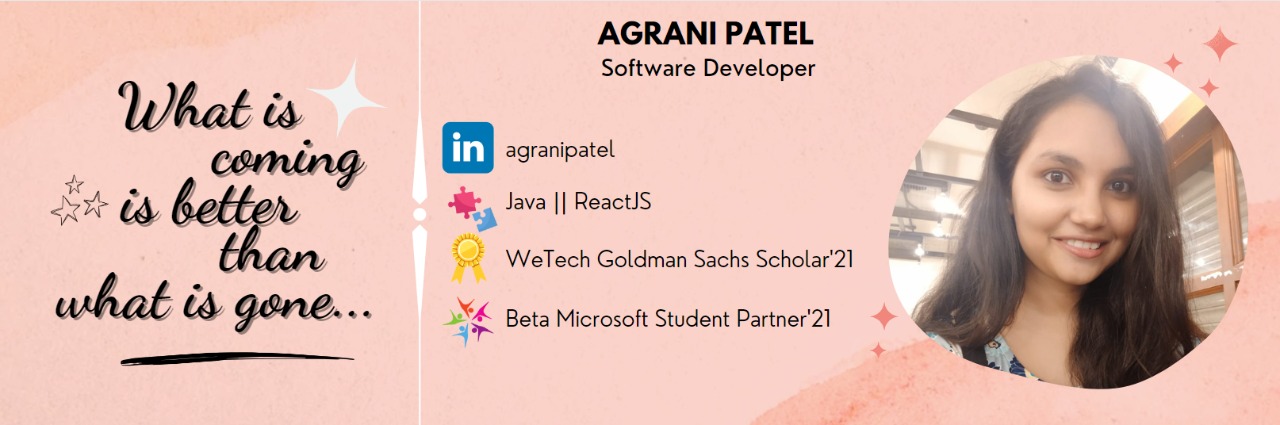 What is
coming
is better
than
what is gone...
AGRANI PATEL
Software Developer
in
agranipatel
Java || ReactJS
WeTech Goldman Sachs Scholar'21
Beta Microsoft Student Partner'21